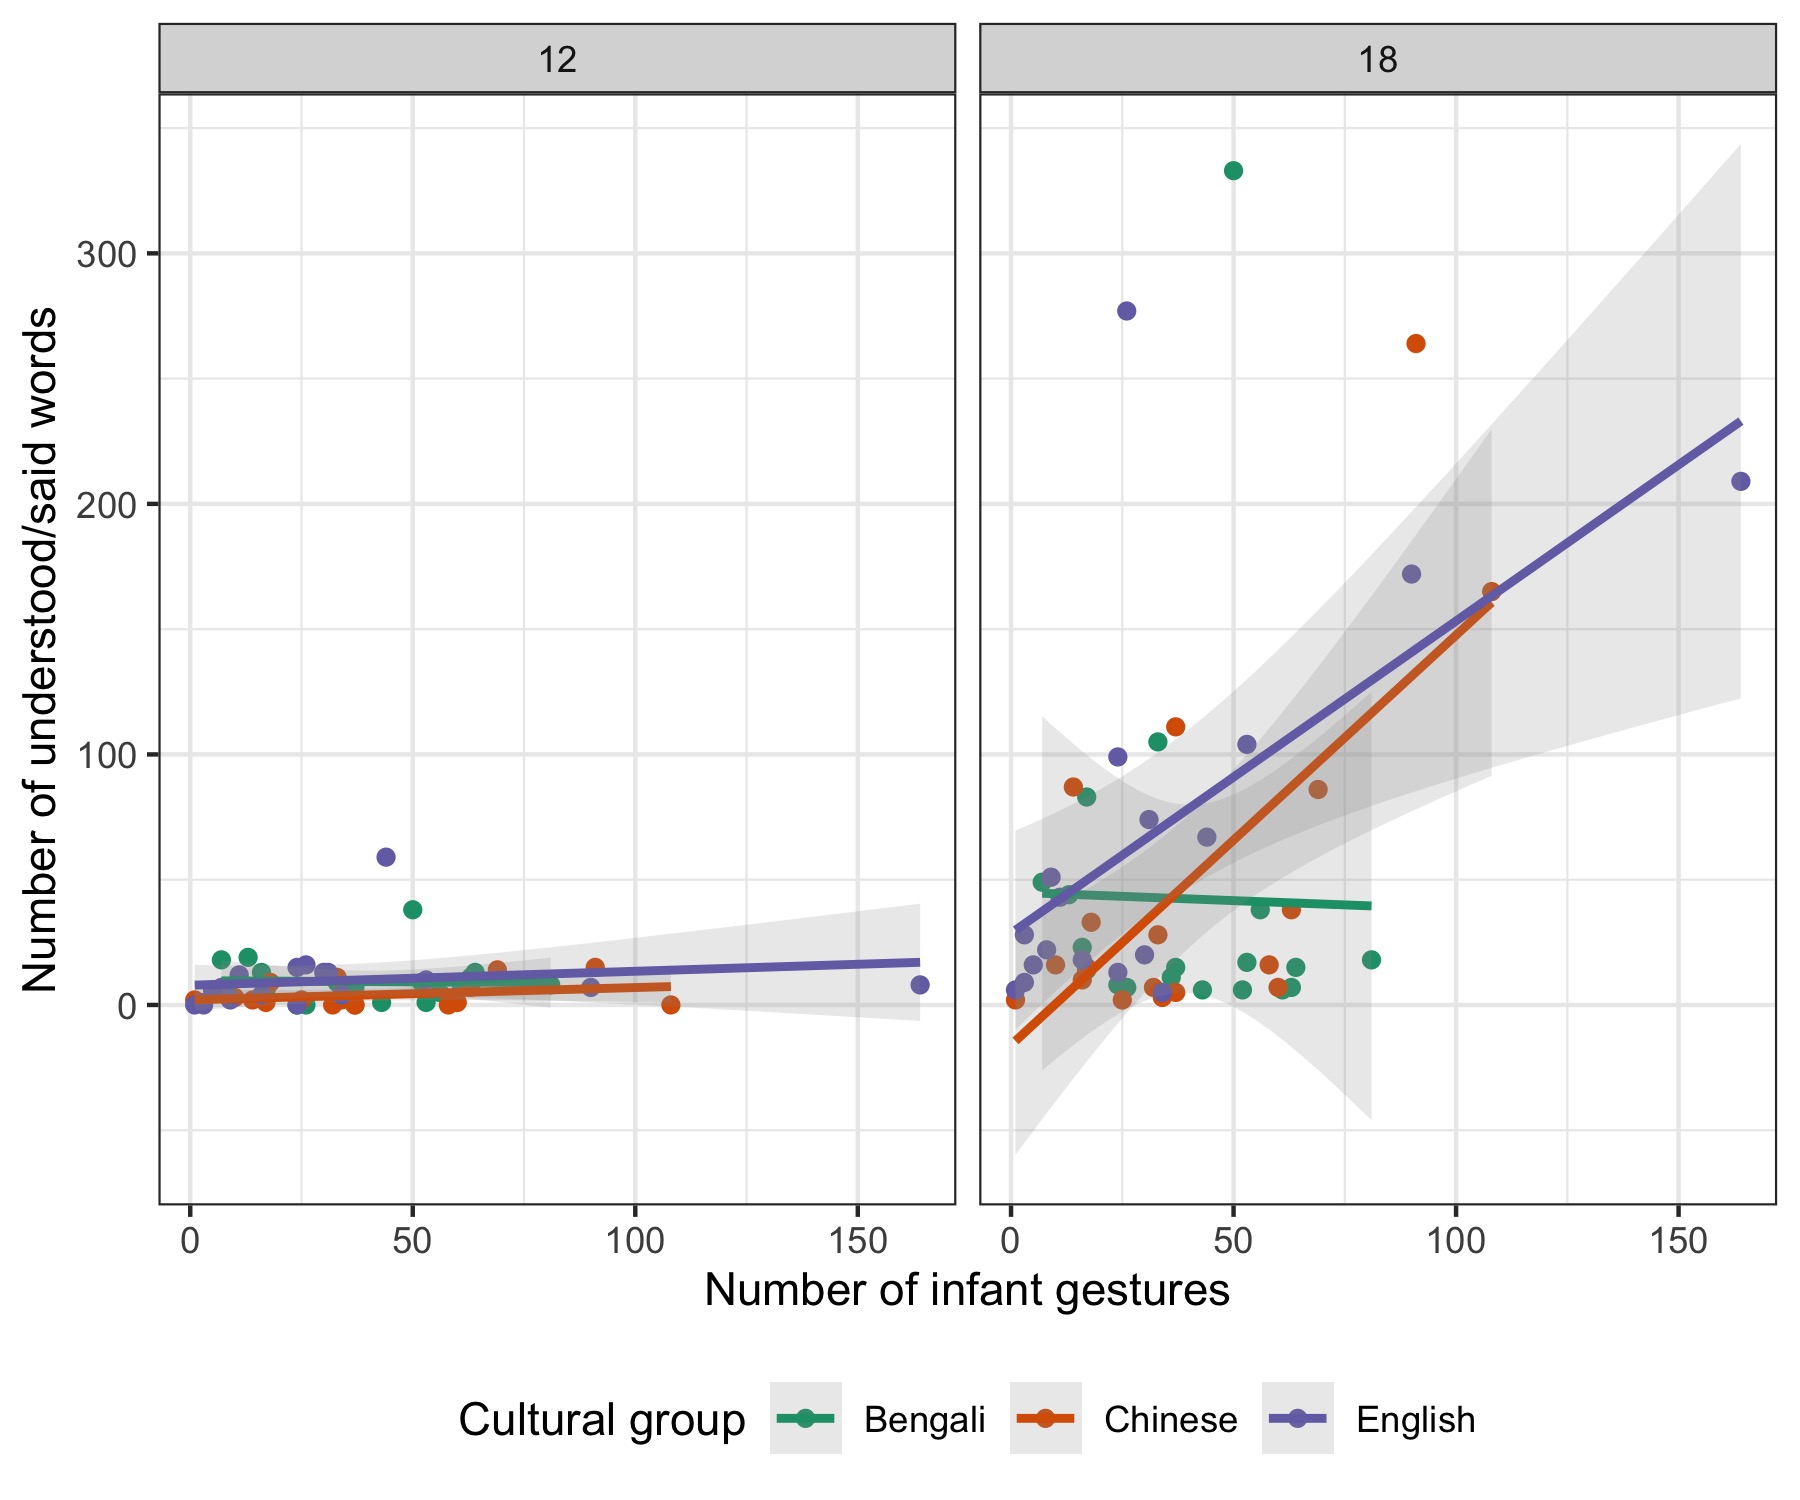 12
18
Number of understood/said words
300
200
100
0
0 50 100 150
0 50 100 150
Number of infant gestures
Cultural group Bengali Chinese English